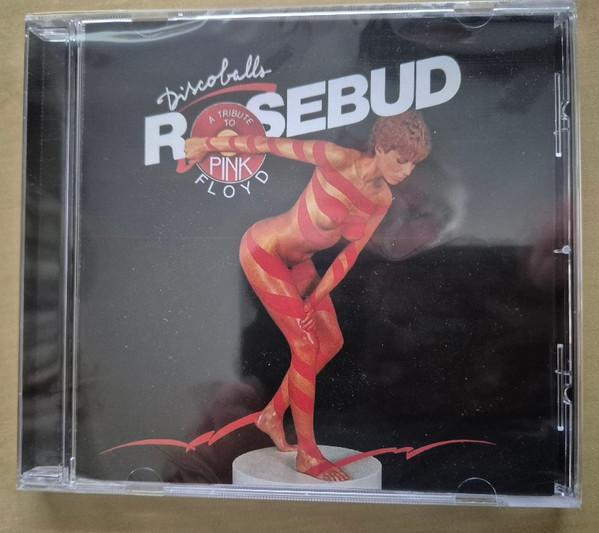 Discoballs
ROSEBUD
A TRIBUTE
TO
PINK
FLOYD